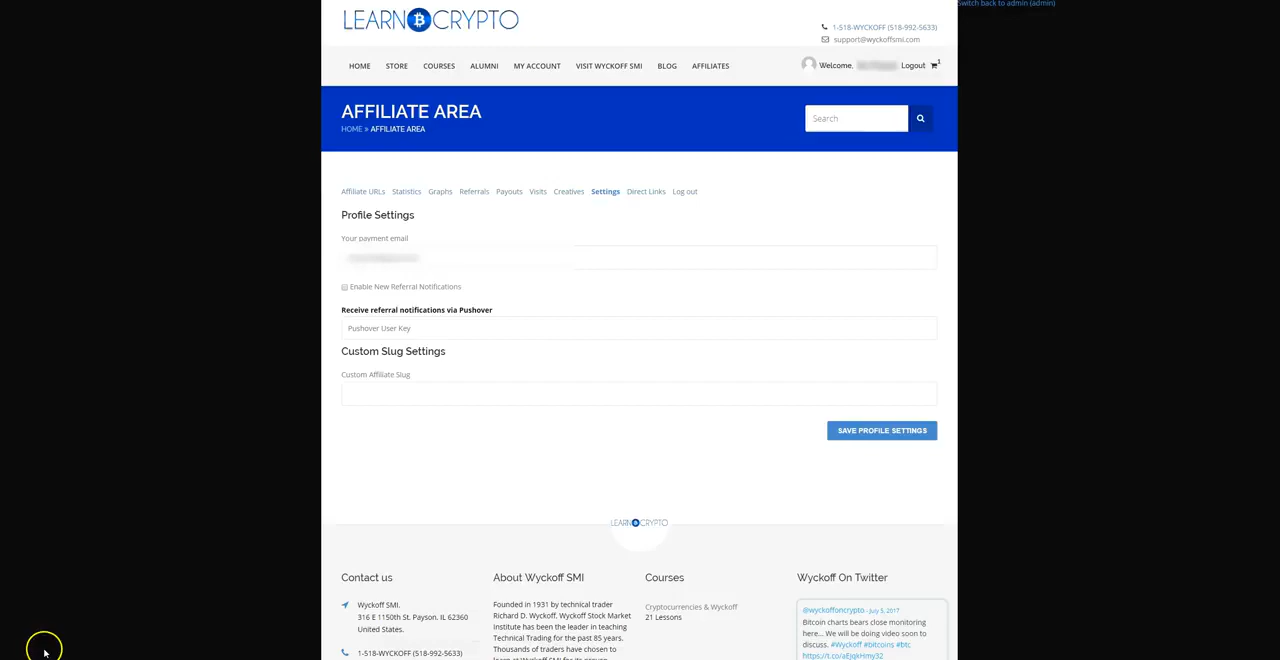 Switch back to admin (admin)
LEARN CRYPTO
1-518-WYCKOFF (518-992-5633)
support@wyckoffsmi.com
HOME STORE COURSES ALUMNI MY ACCOUNT VISIT WYCKOFF SMI BLOG AFFILIATES
Welcome, Logout 1
AFFILIATE AREA
HOME » AFFILIATE AREA
Search
Affiliate URLs Statistics Graphs Referrals Payouts Visits Creatives Settings Direct Links Log out
Profile Settings
Your payment email
Enable New Referral Notifications
Receive referral notifications via Pushover
Pushover User Key
Custom Slug Settings
Custom Affiliate Slug
SAVE PROFILE SETTINGS
LEARN CRYPTO
Contact us
Wyckoff SMI.
316 E 1150th St. Payson, IL 62360
United States.
1-518-WYCKOFF (518-992-5633)
About Wyckoff SMI
Founded in 1931 by technical trader
Richard D. Wyckoff, Wyckoff Stock Market
Institute has been the leader in teaching
Technical Trading for the past 85 years.
Thousands of traders have chosen to
Courses
Cryptocurrencies & Wyckoff
21 Lessons
Wyckoff On Twitter
@wyckoffoncrypto - July 5, 2017
Bitcoin charts bears close monitoring
here... We will be doing video soon to
discuss. #Wyckoff #bitcoins #btc
https://t.co/aEjqkHmy32